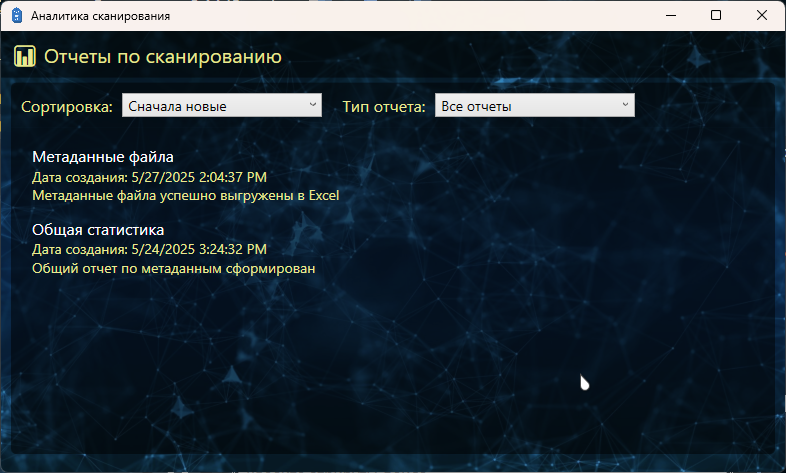 Аналитика сканирования
Отчеты по сканированию
Сортировка: Сначала новые Тип отчета: Все отчеты
Метаданные файла
Дата создания: 5/27/2025 2:04:37 PM
Метаданные файла успешно выгружены в Excel
Общая статистика
Дата создания: 5/24/2025 3:24:32 PM
Общий отчет по метаданным сформирован